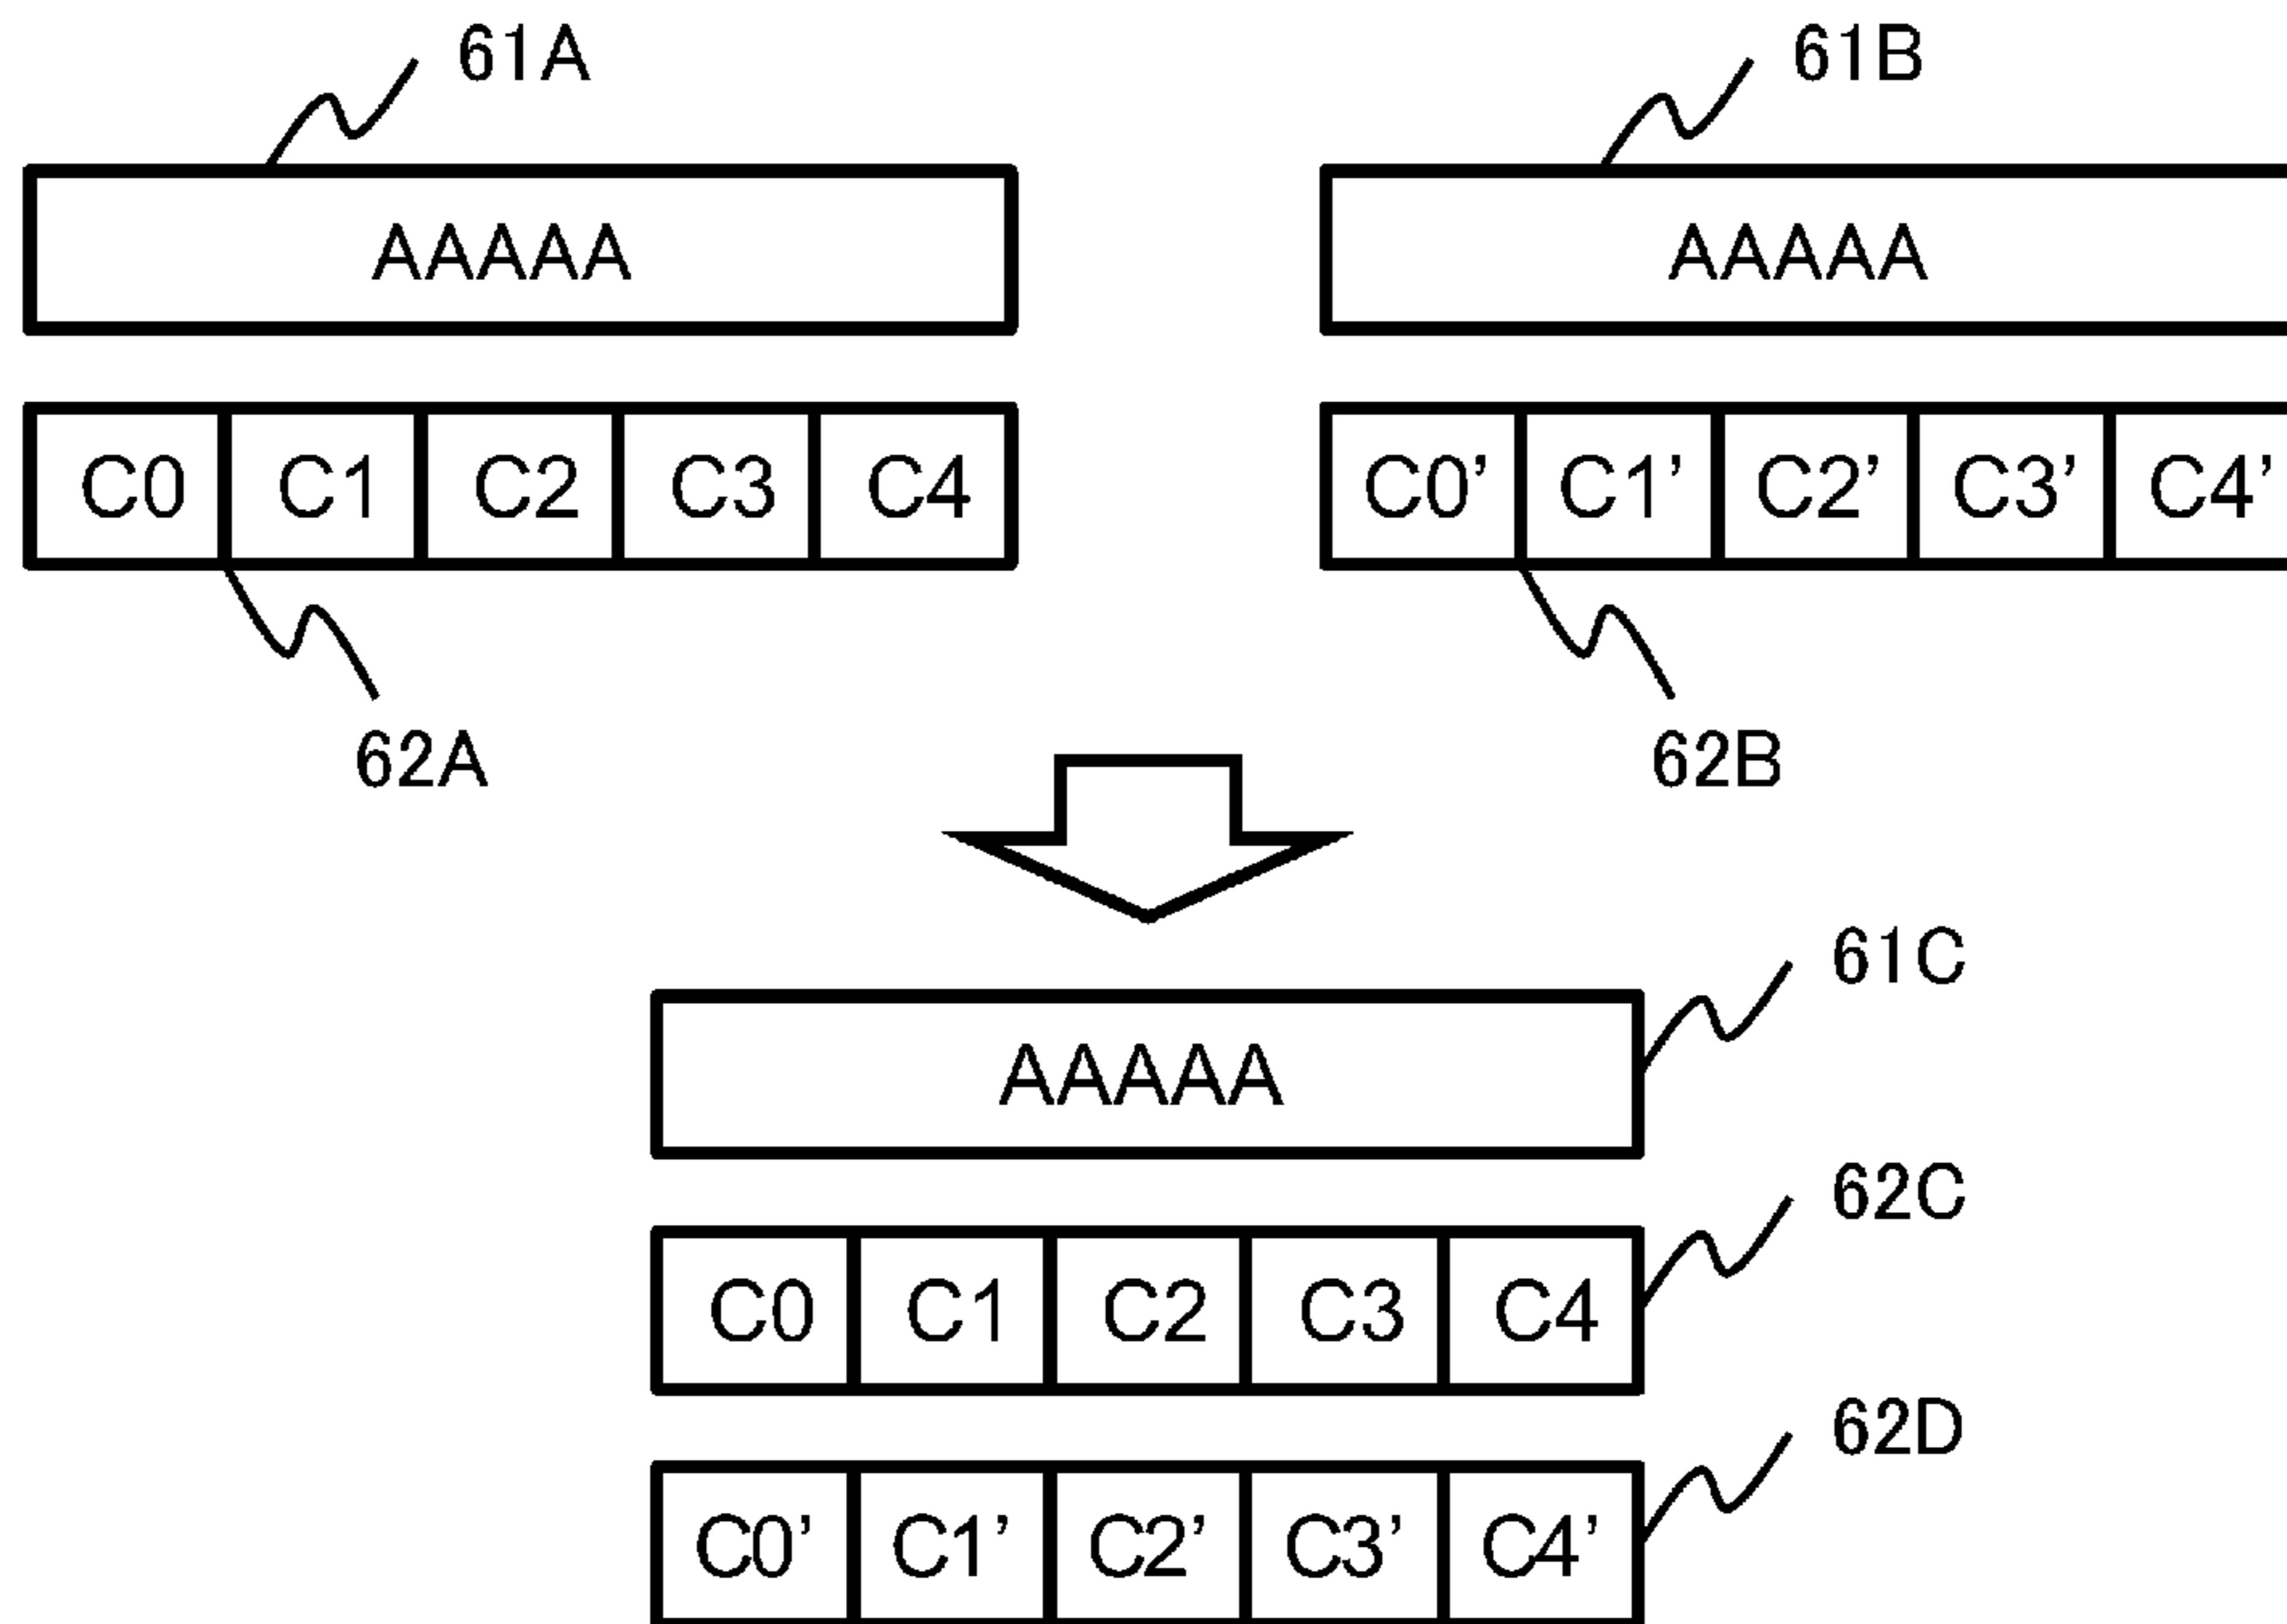 61A 61B
AAAAA AAAAA
C0 C1 C2 C3 C4 C0’ C1’ C2’ C3’ C4’
62A 62B
61C
AAAAA
62C
C0 C1 C2 C3 C4
62D
C0’ C1’ C2’ C3’ C4’